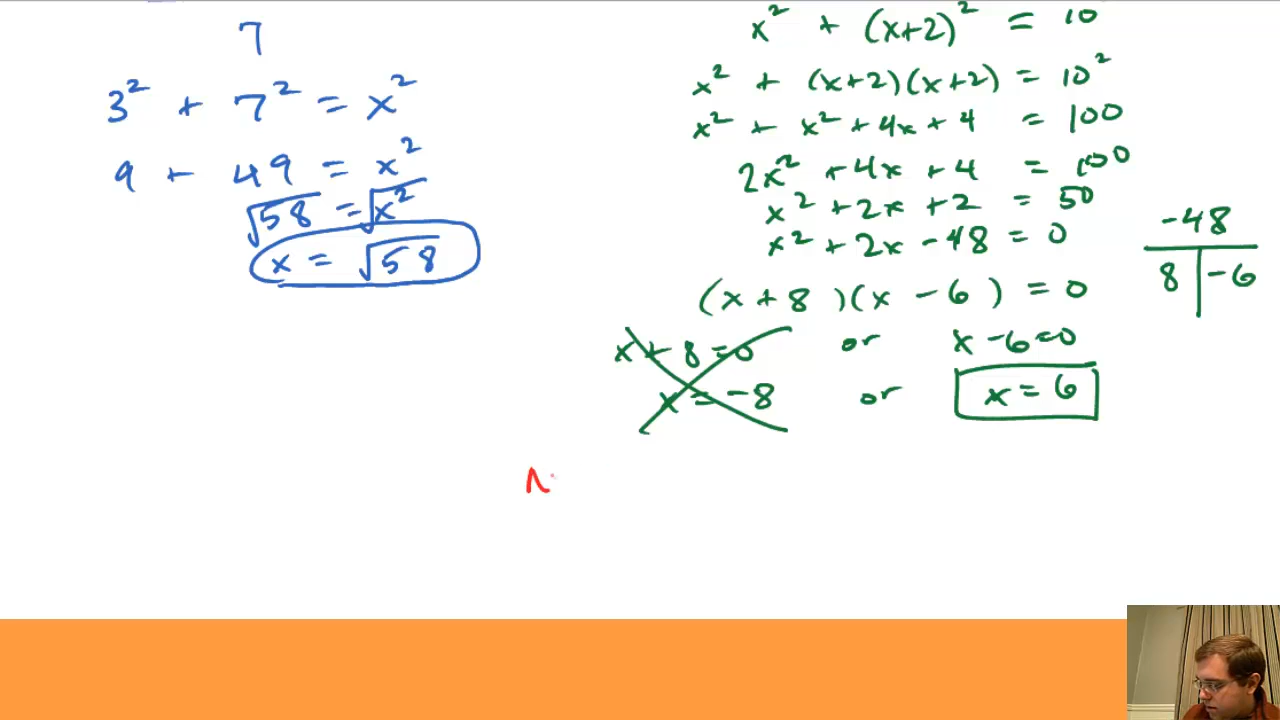 7
3² + 7² = x²
9 + 49 = x²
√58 = √x²
x = √58
x² + (x+2)² = 10
x² + (x+2)(x+2) = 10²
x² + x² + 4x + 4 = 100
2x² + 4x + 4 = 100
x² + 2x + 2 = 50
x² + 2x - 48 = 0
-48
8 | -6
(x + 8 )(x - 6 ) = 0
x + 8 = 0 or x - 6 = 0
x = -8 or x = 6